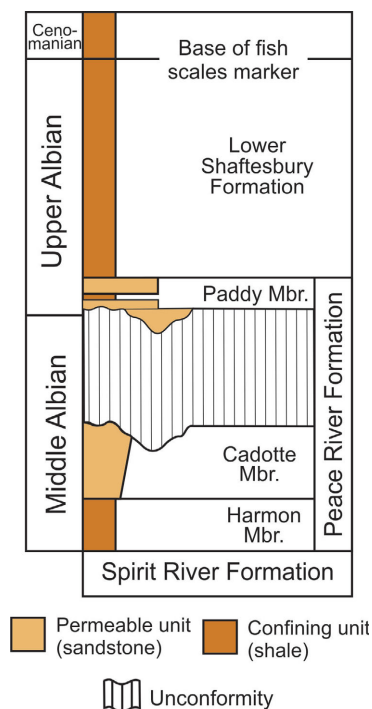 Ceno-
manian
Base of fish
scales marker
Upper Albian
Lower
Shaftesbury
Formation
Paddy Mbr.
Middle Albian
Cadotte
Mbr.
Harmon
Mbr.
Peace River Formation
Spirit River Formation
Permeable unit
(sandstone)
Confining unit
(shale)
Unconformity